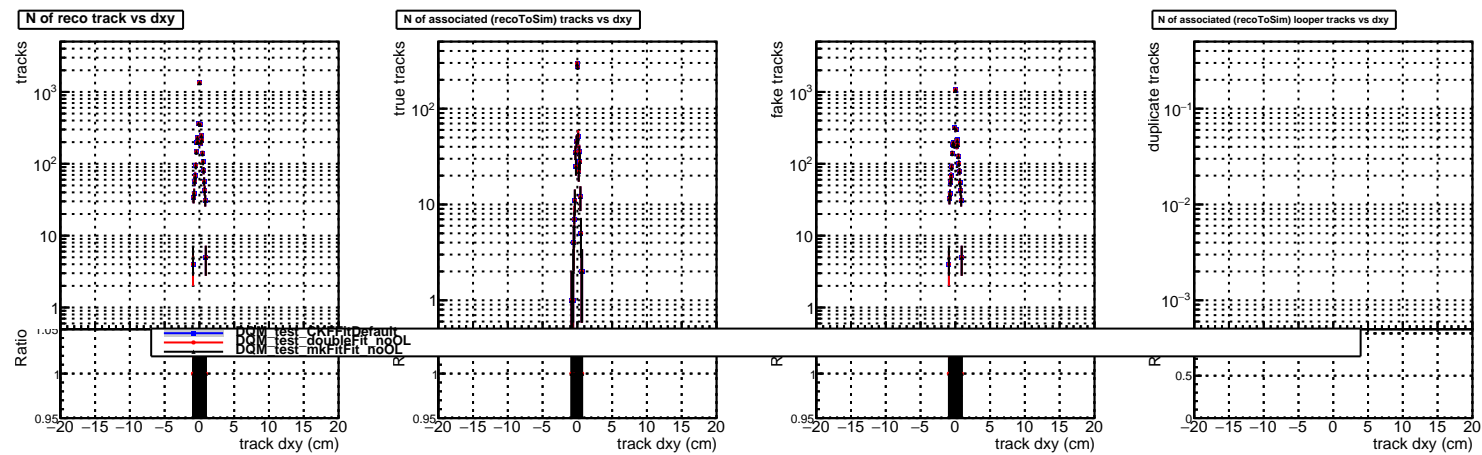 N of reco track vs dxy
tracks
10³
10²
10
1
1.05
Ratio
1
0.95
−20 −15 −10 −5 0 5 10 15 20
track dxy (cm)
N of associated (recoToSim) tracks vs dxy
true tracks
10²
10
1
1
0.95
−20 −15 −10 −5 0 5 10 15 20
track dxy (cm)
fake tracks
10³
10²
10
1
1
0.95
−20 −15 −10 −5 0 5 10 15 20
track dxy (cm)
N of associated (recoToSim) looper tracks vs dxy
duplicate tracks
10⁻¹
10⁻²
10⁻³
0.5
0
−20 −15 −10 −5 0 5 10 15 20
track dxy (cm)
DQM_test_CKFFitDefault
DQM_test_doubleFit_noOL
DQM_test_mkFitFit_noOL